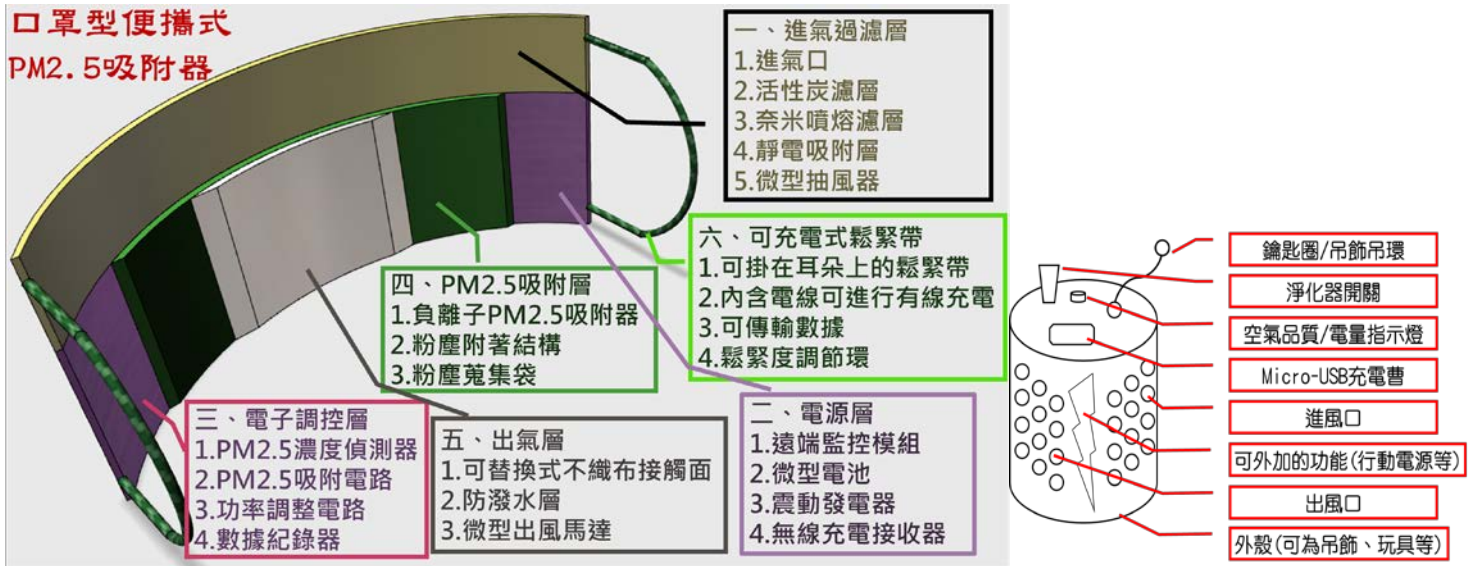 口罩型便攜式
PM2.5吸附器
一、進氣過濾層
1.進氣口
2.活性炭濾層
3.奈米噴熔濾層
4.靜電吸附層
5.微型抽風器
六、可充電式鬆緊帶
1.可掛在耳朵上的鬆緊帶
2.內含電線可進行有線充電
3.可傳輸數據
4.鬆緊度調節環
四、PM2.5吸附層
1.負離子PM2.5吸附器
2.粉塵附著結構
3.粉塵蒐集袋
三、電子調控層
1.PM2.5濃度偵測器
2.PM2.5吸附電路
3.功率調整電路
4.數據紀錄器
五、出氣層
1.可替換式不織布接觸面
2.防潑水層
3.微型出風馬達
二、電源層
1.遠端監控模組
2.微型電池
3.震動發電器
4.無線充電接收器
鑰匙圈/吊飾吊環
淨化器開關
空氣品質/電量指示燈
Micro-USB充電曹
進風口
可外加的功能(行動電源等)
出風口
外殼(可為吊飾、玩具等)